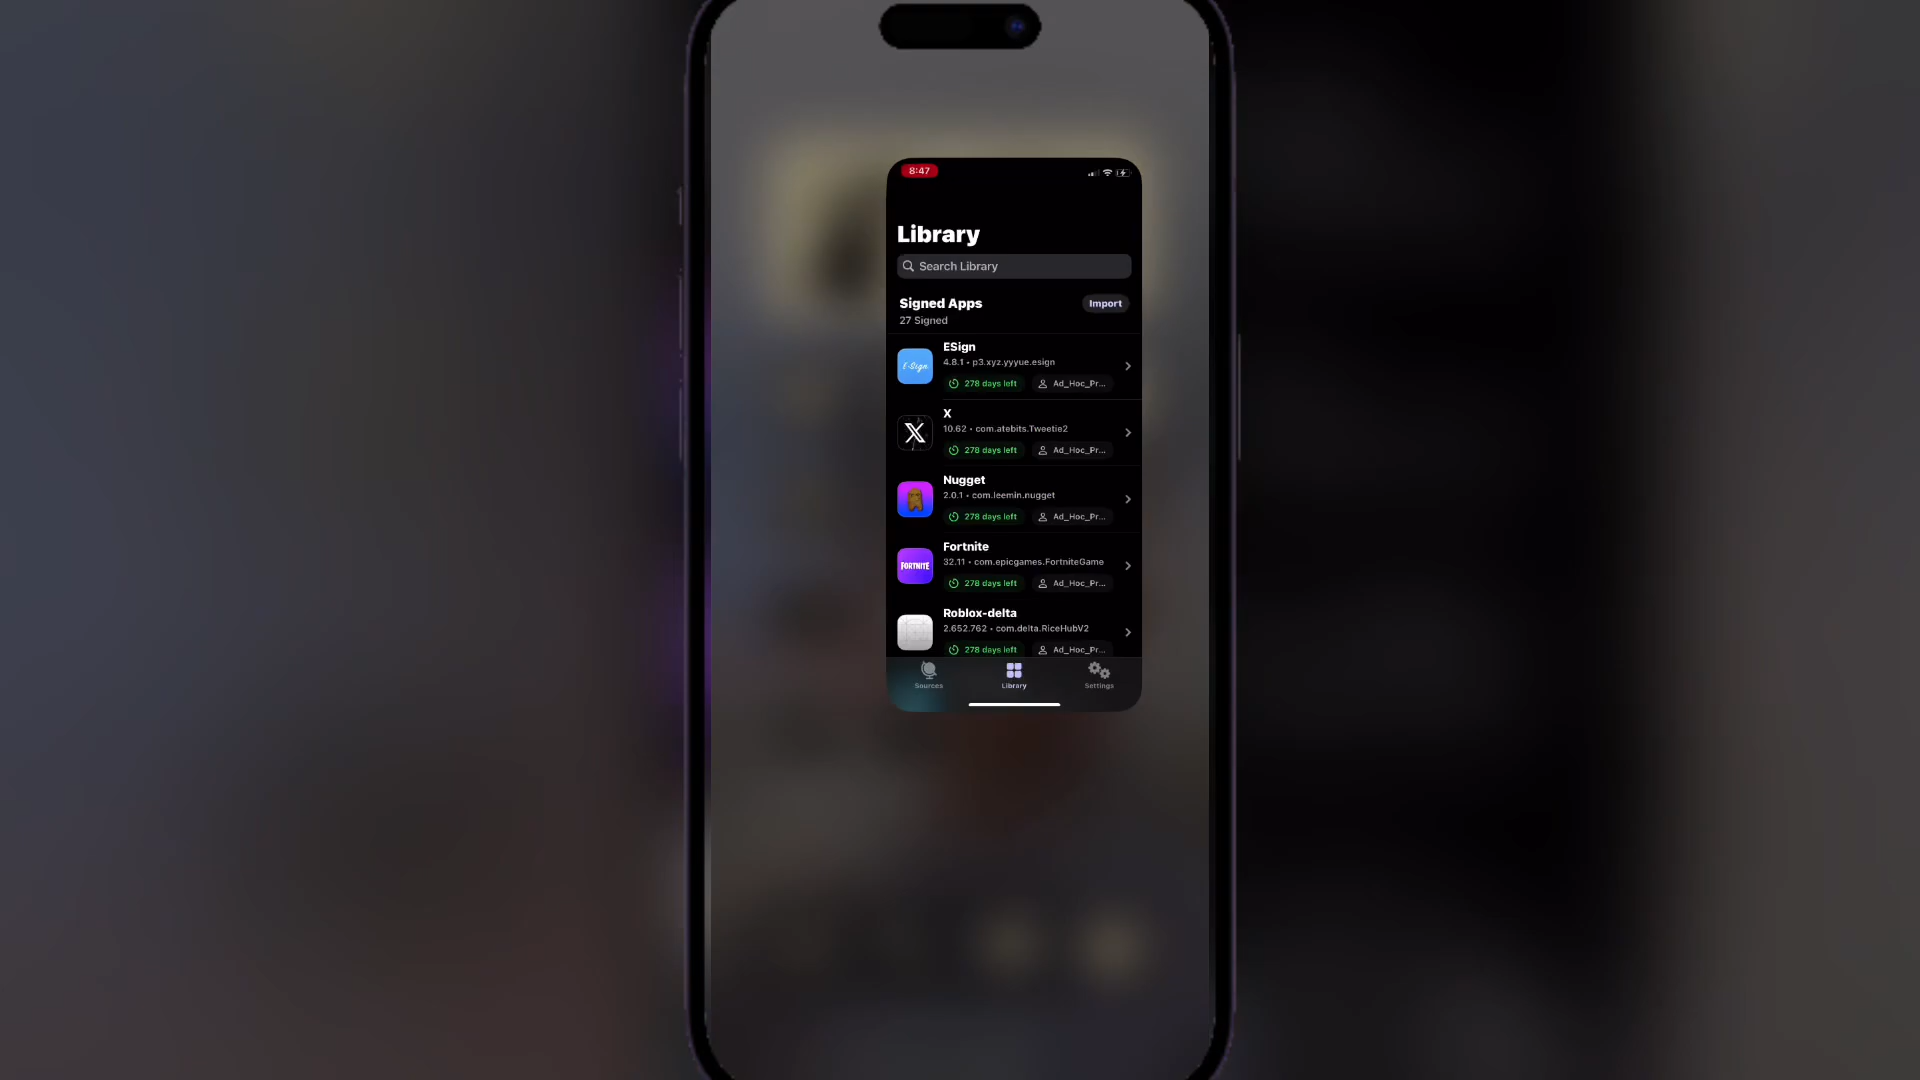 8:47
Library
Search Library
Signed Apps
Import
27 Signed
E-Sign
ESign
4.8.1 • p3.xyz.yyyue.esign
278 days left
Ad_Hoc_Pr...
X
10.62 • com.atebits.Tweetie2
278 days left
Ad_Hoc_Pr...
Nugget
2.0.1 • com.leemin.nugget
278 days left
Ad_Hoc_Pr...
FORTNITE
Fortnite
32.11 • com.epicgames.FortniteGame
278 days left
Ad_Hoc_Pr...
Roblox-delta
2.652.762 • com.delta.RiceHubV2
278 days left
Ad_Hoc_Pr...
Sources
Library
Settings